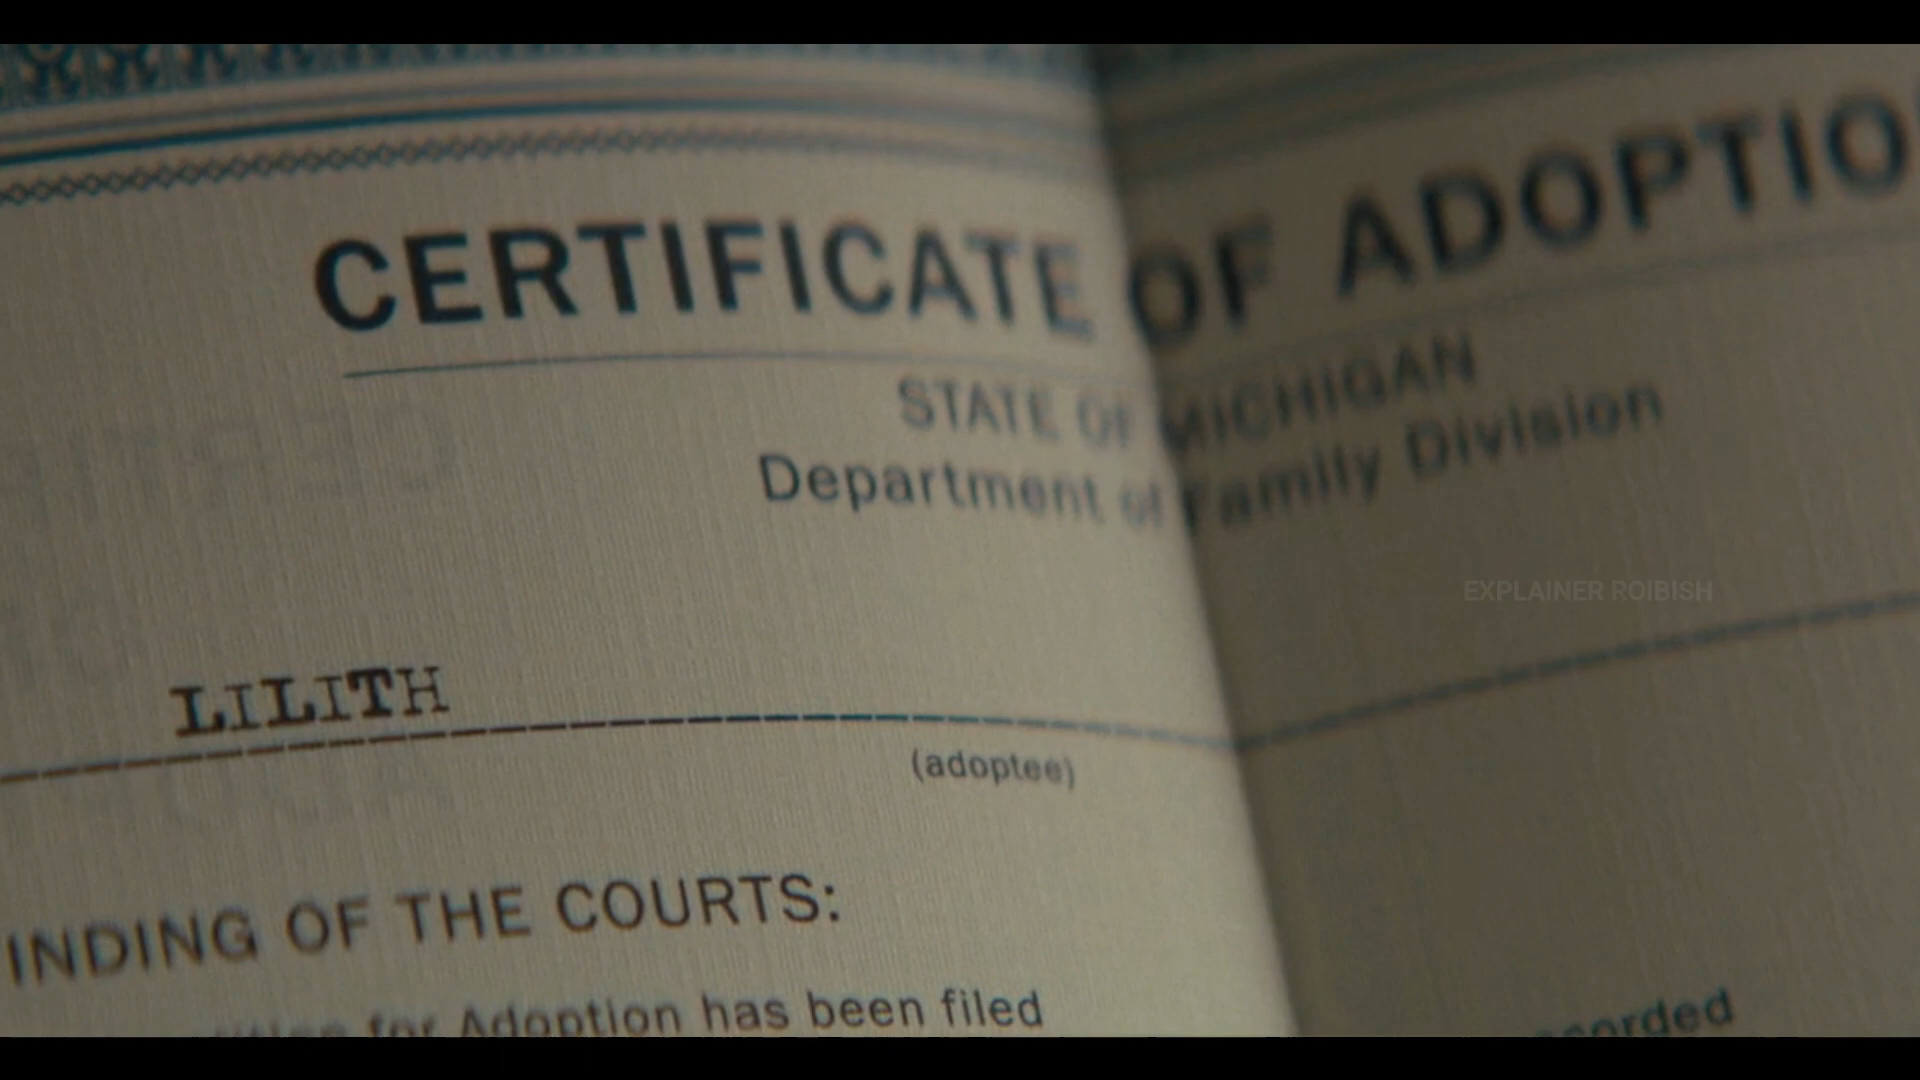 CERTIFICATE OF ADOPTIO
STATE OF MICHIGAN
Department of Family Division
EXPLAINER ROIBISH
LILITH
(adoptee)
INDING OF THE COURTS:
for Adoption has been filed
corded